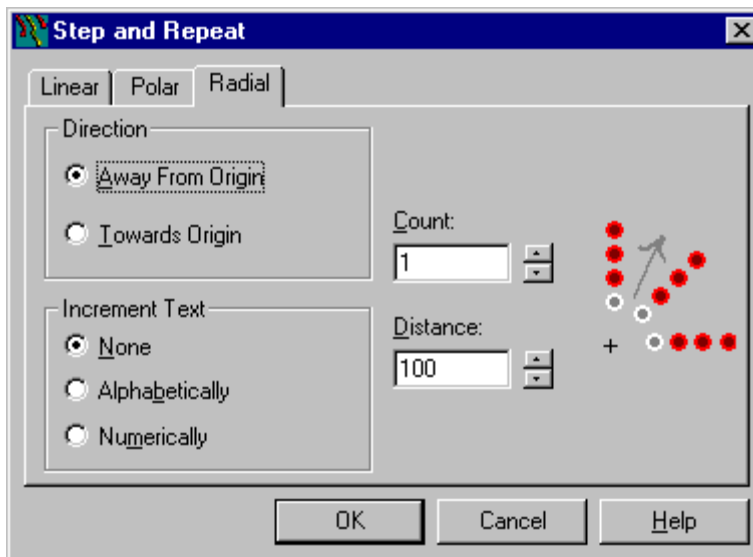 Step and Repeat
Linear Polar Radial
Direction
Away From Origin
Towards Origin
Count:
1
Increment Text
None
Alphabetically
Numerically
Distance:
100
OK Cancel Help